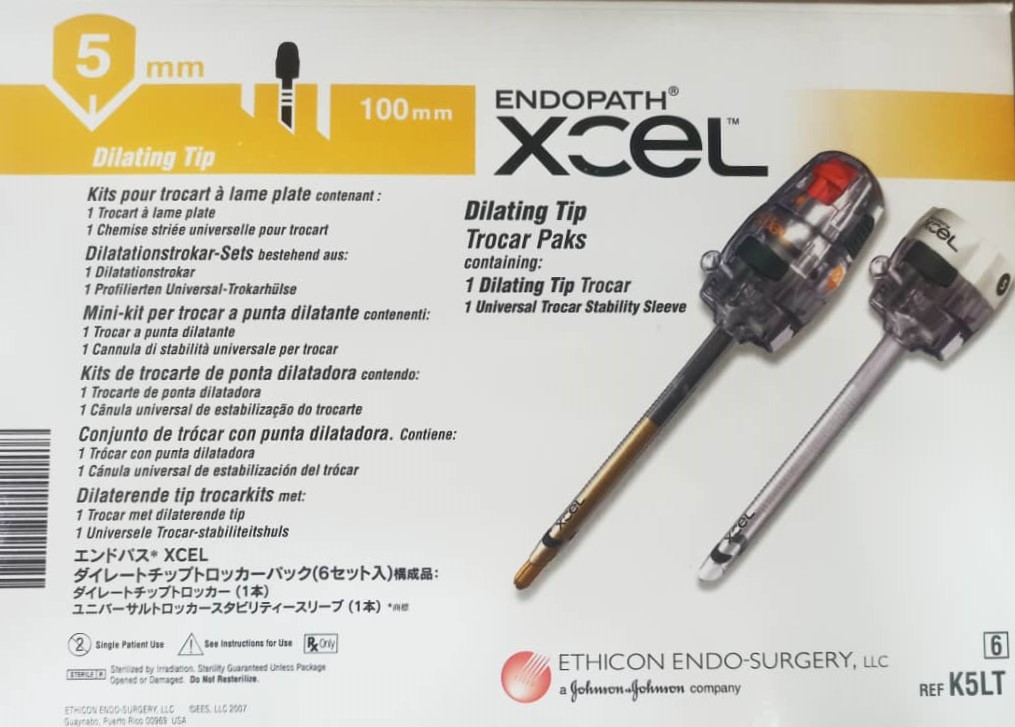 5 mm
100mm
Dilating Tip
ENDOPATH®
XCEL™
Kits pour trocart à lame plate contenant :
1 Trocart à lame plate
1 Chemise striée universelle pour trocart
Dilatationstrokar-Sets bestehend aus:
1 Dilatationstrokar
1 Profilierten Universal-Trokarhülse
Mini-kit per trocar a punta dilatante contenenti:
1 Trocar a punta dilatante
1 Cannula di stabilità universale per trocar
Kits de trocarte de ponta dilatadora contendo:
1 Trocarte de ponta dilatadora
1 Cânula universal de estabilização do trocarte
Conjunto de trócar con punta dilatadora. Contiene:
1 Trócar con punta dilatadora
1 Cánula universal de estabilización del trócar
Dilaterende tip trocarkits met:
1 Trocar met dilaterende tip
1 Universele Trocar-stabiliteitshuls
エンドパス* XCEL
ダイレートチップトロッカーパック(6セット入)構成品:
ダイレートチップトロッカー (1本)
ユニバーサルトロッカースタビリティースリーブ (1本) *商標
Dilating Tip
Trocar Paks
containing:
1 Dilating Tip Trocar
1 Universal Trocar Stability Sleeve
XCEL
5
XCEL
XCEL
2 Single Patient Use
See Instructions for Use
Rx Only
STERILE R
Sterilized by Irradiation. Sterility Guaranteed Unless Package
Opened or Damaged. Do Not Resterilize.
ETHICON ENDO-SURGERY, LLC ©EES, LLC 2007
Guaynabo, Puerto Rico 00969 USA
ETHICON ENDO-SURGERY, LLC
a Johnson & Johnson company
6
REF K5LT